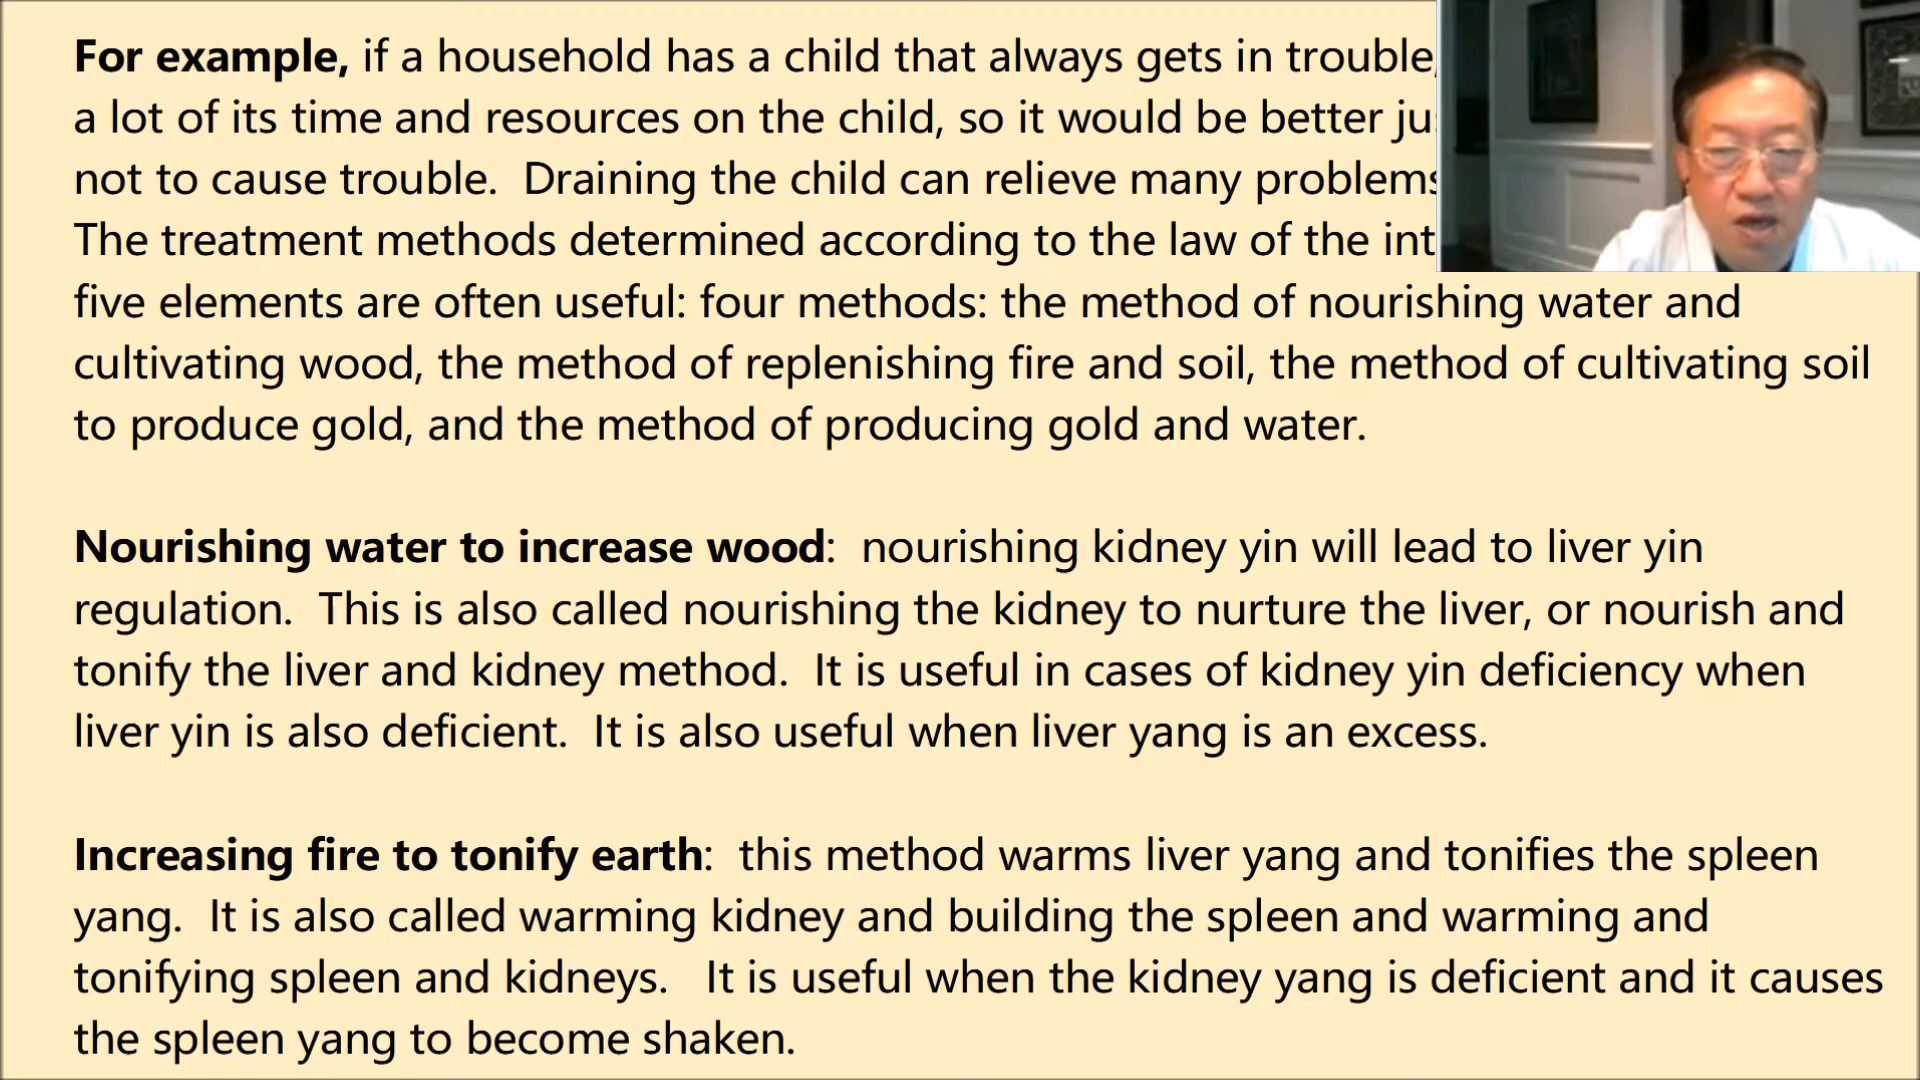 For example, if a household has a child that always gets in trouble,
a lot of its time and resources on the child, so it would be better
not to cause trouble.  Draining the child can relieve many problems
The treatment methods determined according to the law of the
five elements are often useful: four methods: the method of nourishing water and
cultivating wood, the method of replenishing fire and soil, the method of cultivating soil
to produce gold, and the method of producing gold and water.
Nourishing water to increase wood:  nourishing kidney yin will lead to liver yin
regulation.  This is also called nourishing the kidney to nurture the liver, or nourish and
tonify the liver and kidney method.  It is useful in cases of kidney yin deficiency when
liver yin is also deficient.  It is also useful when liver yang is an excess.
Increasing fire to tonify earth:  this method warms liver yang and tonifies the spleen
yang.  It is also called warming kidney and building the spleen and warming and
tonifying spleen and kidneys.   It is useful when the kidney yang is deficient and it causes
the spleen yang to become shaken.